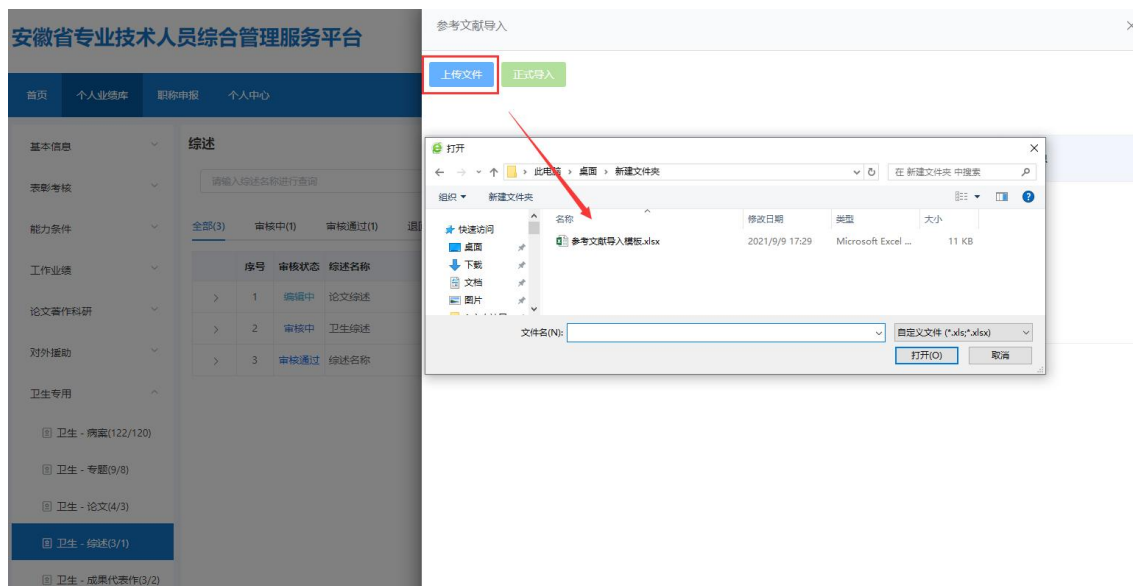 安徽省专业技术人员综合管理服务平台
首页 个人业绩库 职称申报 个人中心
基本信息
表彰考核
能力条件
工作业绩
论文著作科研
对外援助
卫生专用
卫生 - 病案(122/120)
卫生 - 专题(9/8)
卫生 - 论文(4/3)
卫生 - 综述(3/1)
卫生 - 成果代表作(3/2)
综述
请输入综述名称进行查询
全部(3) 审核中(1) 审核通过(1)
序号 审核状态 综述名称
1 编辑中 论文综述
2 审核中 卫生综述
3 审核通过 综述名称
参考文献导入
上传文件 正式导入
打开
此电脑 › 桌面 › 新建文件夹
在 新建文件夹 中搜索
组织 新建文件夹
名称 修改日期 类型 大小
快速访问
桌面
下载
文档
图片
参考文献导入模板.xlsx 2021/9/9 17:29 Microsoft Excel ... 11 KB
文件名(N): 自定义文件 (*.xls;*.xlsx)
打开(O) 取消